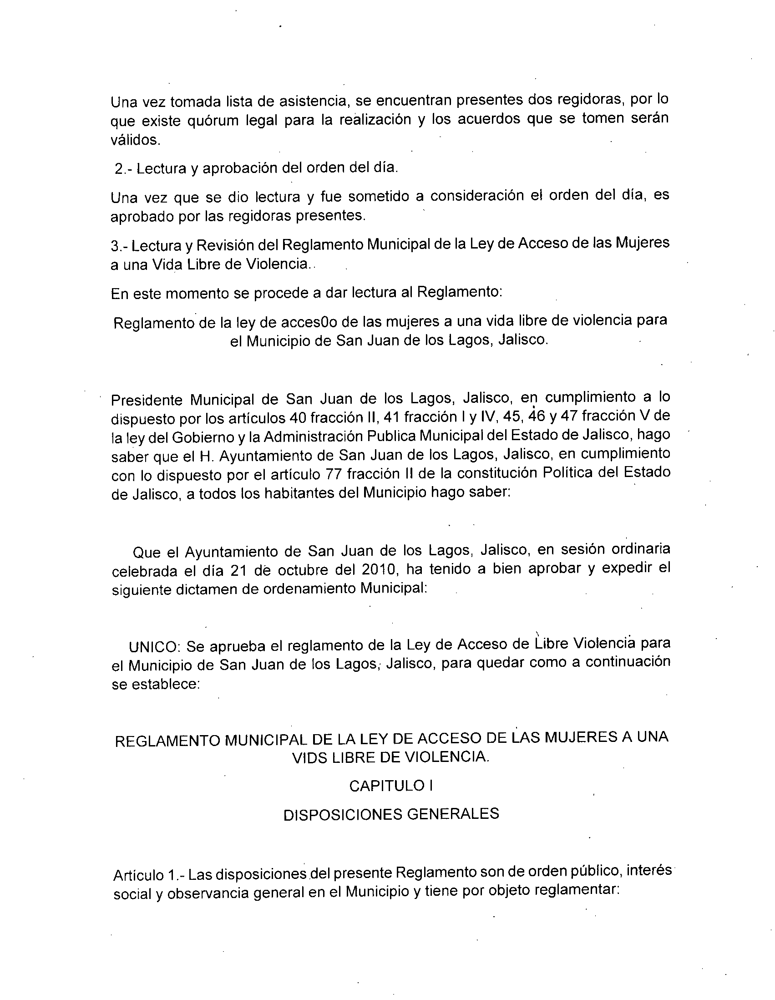 Una vez tomada lista de asistencia, se encuentran presentes dos regidoras, por lo
que existe quórum legal para la realización y los acuerdos que se tomen serán
válidos.
2.- Lectura y aprobación del orden del día.
Una vez que se dio lectura y fue sometido a consideración el orden del día, es
aprobado por las regidoras presentes.
3.- Lectura y Revisión del Reglamento Municipal de la Ley de Acceso de las Mujeres
a una Vida Libre de Violencia..
En este momento se procede a dar lectura al Reglamento:
Reglamento de la ley de acces0o de las mujeres a una vida libre de violencia para
el Municipio de San Juan de los Lagos, Jalisco.
Presidente Municipal de San Juan de los Lagos, Jalisco, en cumplimiento a lo
dispuesto por los artículos 40 fracción II, 41 fracción I y IV, 45, 46 y 47 fracción V de
la ley del Gobierno y la Administración Publica Municipal del Estado de Jalisco, hago
saber que el H. Ayuntamiento de San Juan de los Lagos, Jalisco, en cumplimiento
con lo dispuesto por el artículo 77 fracción II de la constitución Política del Estado
de Jalisco, a todos los habitantes del Municipio hago saber:
Que el Ayuntamiento de San Juan de los Lagos, Jalisco, en sesión ordinaria
celebrada el día 21 de octubre del 2010, ha tenido a bien aprobar y expedir el
siguiente dictamen de ordenamiento Municipal:
UNICO: Se aprueba el reglamento de la Ley de Acceso de Libre Violencia para
el Municipio de San Juan de los Lagos, Jalisco, para quedar como a continuación
se establece:
REGLAMENTO MUNICIPAL DE LA LEY DE ACCESO DE LAS MUJERES A UNA
VIDS LIBRE DE VIOLENCIA.
CAPITULO I
DISPOSICIONES GENERALES
Artículo 1.- Las disposiciones del presente Reglamento son de orden público, interés
social y observancia general en el Municipio y tiene por objeto reglamentar: